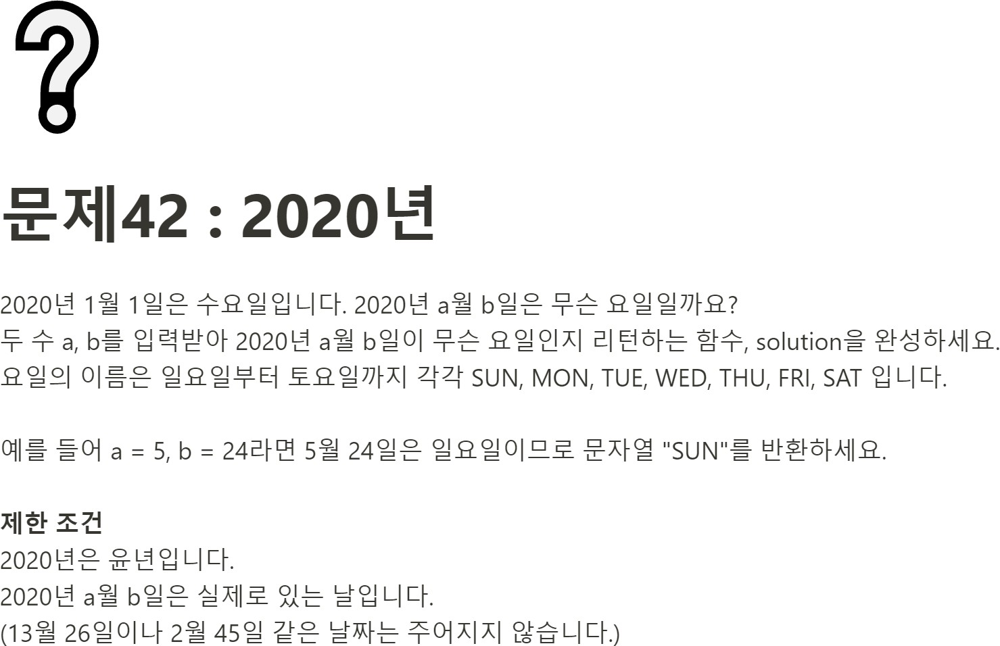 문제42 : 2020년
2020년 1월 1일은 수요일입니다. 2020년 a월 b일은 무슨 요일일까요?
두 수 a, b를 입력받아 2020년 a월 b일이 무슨 요일인지 리턴하는 함수, solution을 완성하세요.
요일의 이름은 일요일부터 토요일까지 각각 SUN, MON, TUE, WED, THU, FRI, SAT 입니다.
예를 들어 a = 5, b = 24라면 5월 24일은 일요일이므로 문자열 "SUN"를 반환하세요.
제한 조건
2020년은 윤년입니다.
2020년 a월 b일은 실제로 있는 날입니다.
(13월 26일이나 2월 45일 같은 날짜는 주어지지 않습니다.)